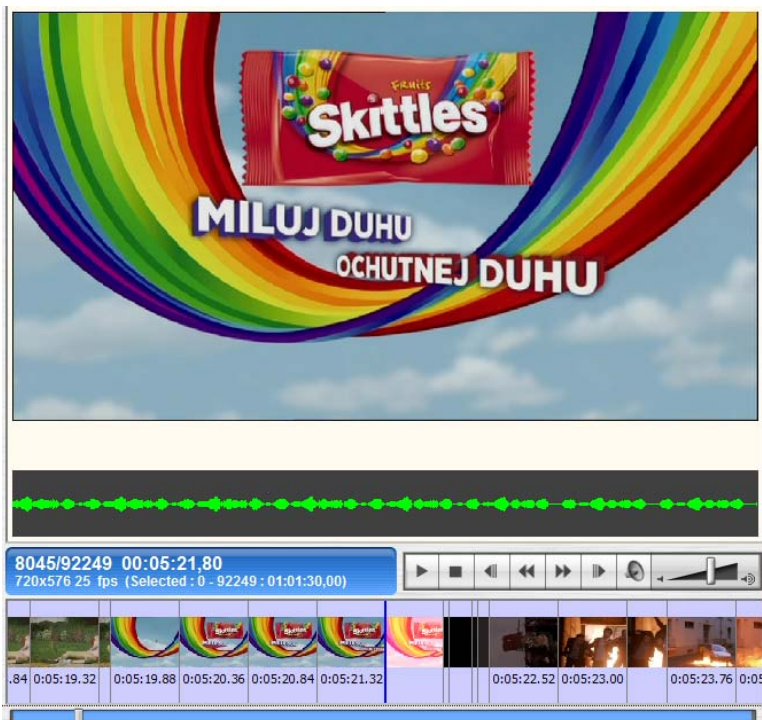 FRuits
Skittles
MILUJ DUHU
OCHUTNEJ DUHU
8045/92249 00:05:21,80
720x576 25 fps (Selected : 0 - 92249 : 01:01:30,00)
.84 0:05:19.32 0:05:19.88 0:05:20.36 0:05:20.84 0:05:21.32 0:05:22.52 0:05:23.00 0:05:23.76 0:05